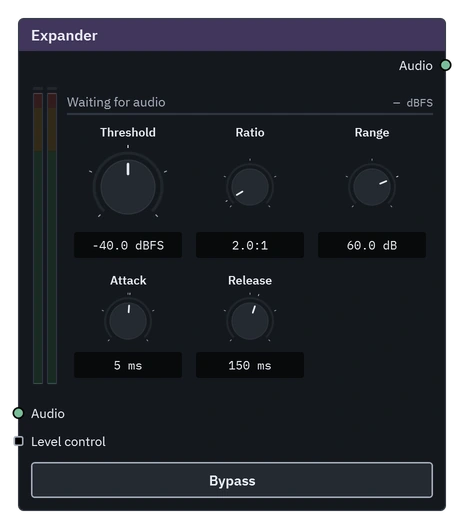 Expander
Audio
Waiting for audio – dBFS
Threshold Ratio Range
-40.0 dBFS 2.0:1 60.0 dB
Attack Release
5 ms 150 ms
Audio
Level control
Bypass